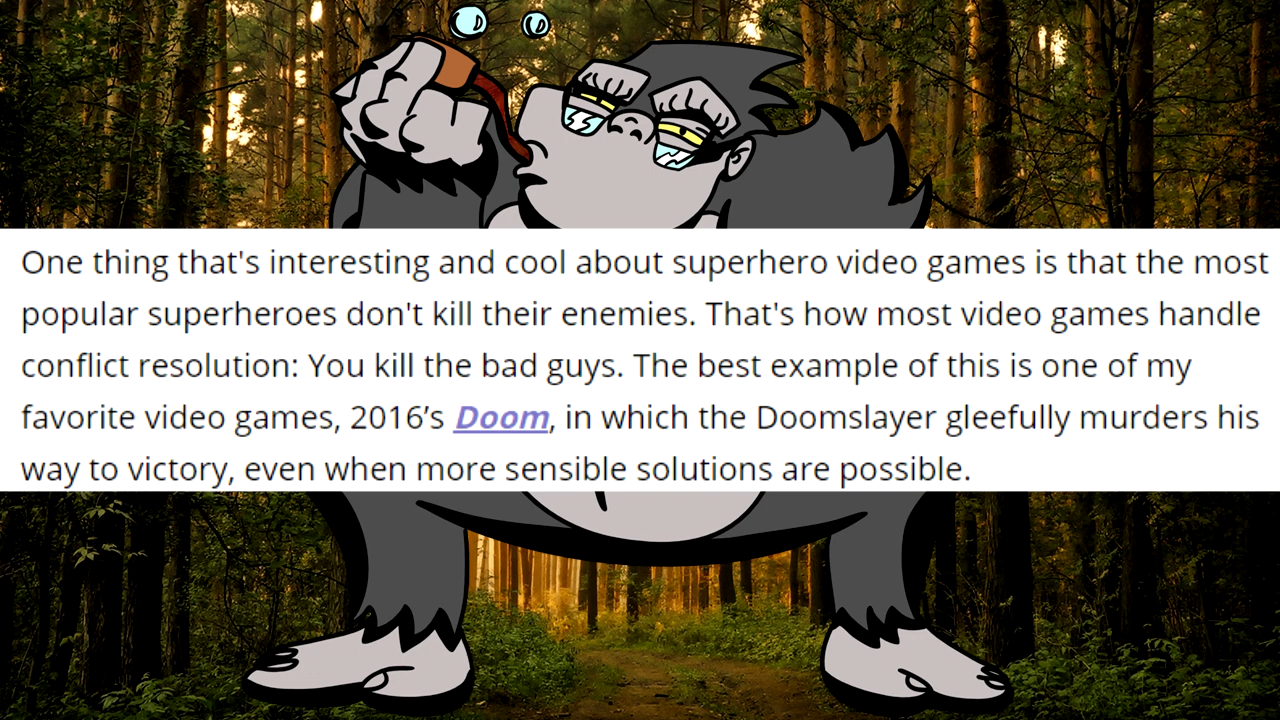 One thing that's interesting and cool about superhero video games is that the most
popular superheroes don't kill their enemies. That's how most video games handle
conflict resolution: You kill the bad guys. The best example of this is one of my
favorite video games, 2016’s Doom, in which the Doomslayer gleefully murders his
way to victory, even when more sensible solutions are possible.